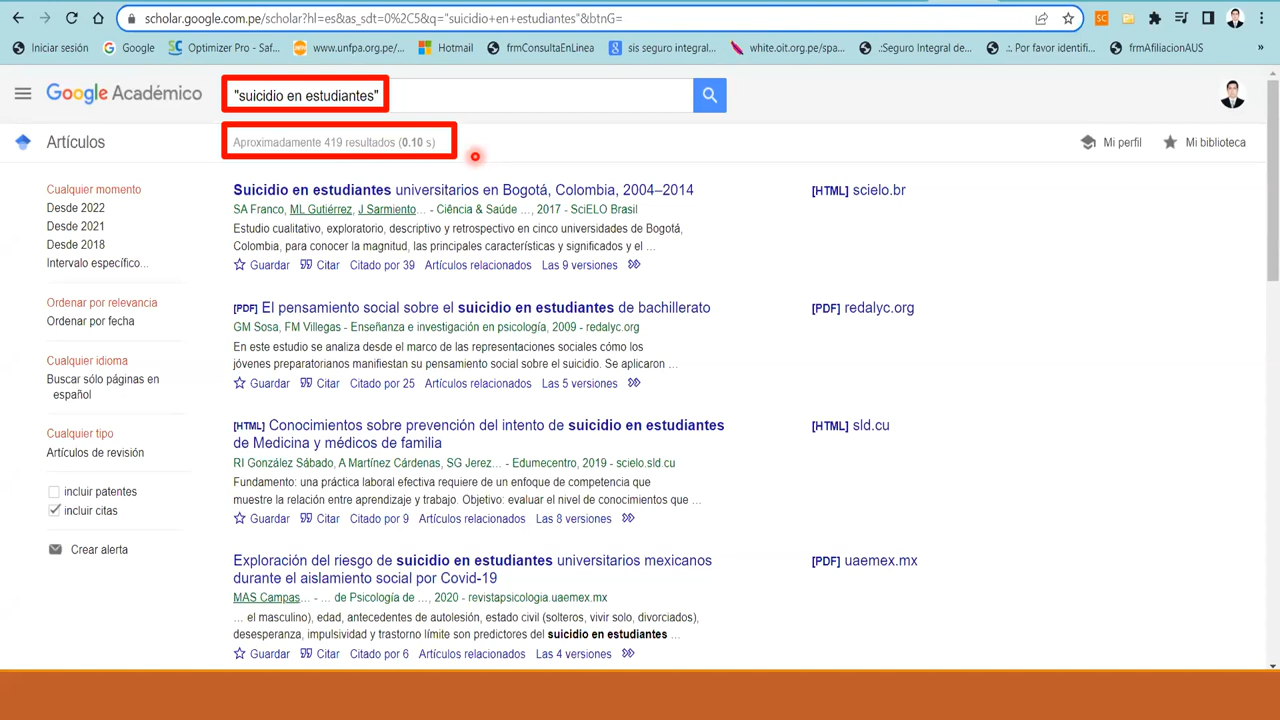 scholar.google.com.pe/scholar?hl=es&as_sdt=0%2C5&q="suicidio+en+estudiantes"&btnG=
Iniciar sesión
Google
Optimizer Pro - Saf...
www.unfpa.org.pe/...
Hotmail
frmConsultaEnLinea
sis seguro integral...
white.oit.org.pe/spa...
.:Seguro Integral de...
.:. Por favor identifi...
frmAfiliacionAUS
»
Google Académico
"suicidio en estudiantes"
Artículos
Aproximadamente 419 resultados (0.10 s)
Mi perfil
Mi biblioteca
Cualquier momento
Desde 2022
Desde 2021
Desde 2018
Intervalo específico...
Ordenar por relevancia
Ordenar por fecha
Cualquier idioma
Buscar sólo páginas en
español
Cualquier tipo
Artículos de revisión
incluir patentes
incluir citas
Crear alerta
Suicidio en estudiantes universitarios en Bogotá, Colombia, 2004–2014
[HTML] scielo.br
SA Franco, ML Gutiérrez, J Sarmiento... - Ciência & Saúde ..., 2017 - SciELO Brasil
Estudio cualitativo, exploratorio, descriptivo y retrospectivo en cinco universidades de Bogotá,
Colombia, para conocer la magnitud, las principales características y significados y el ...
Guardar Citar Citado por 39 Artículos relacionados Las 9 versiones
[PDF] El pensamiento social sobre el suicidio en estudiantes de bachillerato
[PDF] redalyc.org
GM Sosa, FM Villegas - Enseñanza e investigación en psicología, 2009 - redalyc.org
En este estudio se analiza desde el marco de las representaciones sociales cómo los
jóvenes preparatorianos manifiestan su pensamiento social sobre el suicidio. Se aplicaron ...
Guardar Citar Citado por 25 Artículos relacionados Las 5 versiones
[HTML] Conocimientos sobre prevención del intento de suicidio en estudiantes
de Medicina y médicos de familia
[HTML] sld.cu
RI González Sábado, A Martínez Cárdenas, SG Jerez... - Edumecentro, 2019 - scielo.sld.cu
Fundamento: una práctica laboral efectiva requiere de un enfoque de competencia que
muestre la relación entre aprendizaje y trabajo. Objetivo: evaluar el nivel de conocimientos que ...
Guardar Citar Citado por 9 Artículos relacionados Las 8 versiones
Exploración del riesgo de suicidio en estudiantes universitarios mexicanos
durante el aislamiento social por Covid-19
[PDF] uaemex.mx
MAS Campas... - ... de Psicología de ..., 2020 - revistapsicologia.uaemex.mx
... el masculino), edad, antecedentes de autolesión, estado civil (solteros, vivir solo, divorciados),
desesperanza, impulsividad y trastorno límite son predictores del suicidio en estudiantes ...
Guardar Citar Citado por 6 Artículos relacionados Las 4 versiones